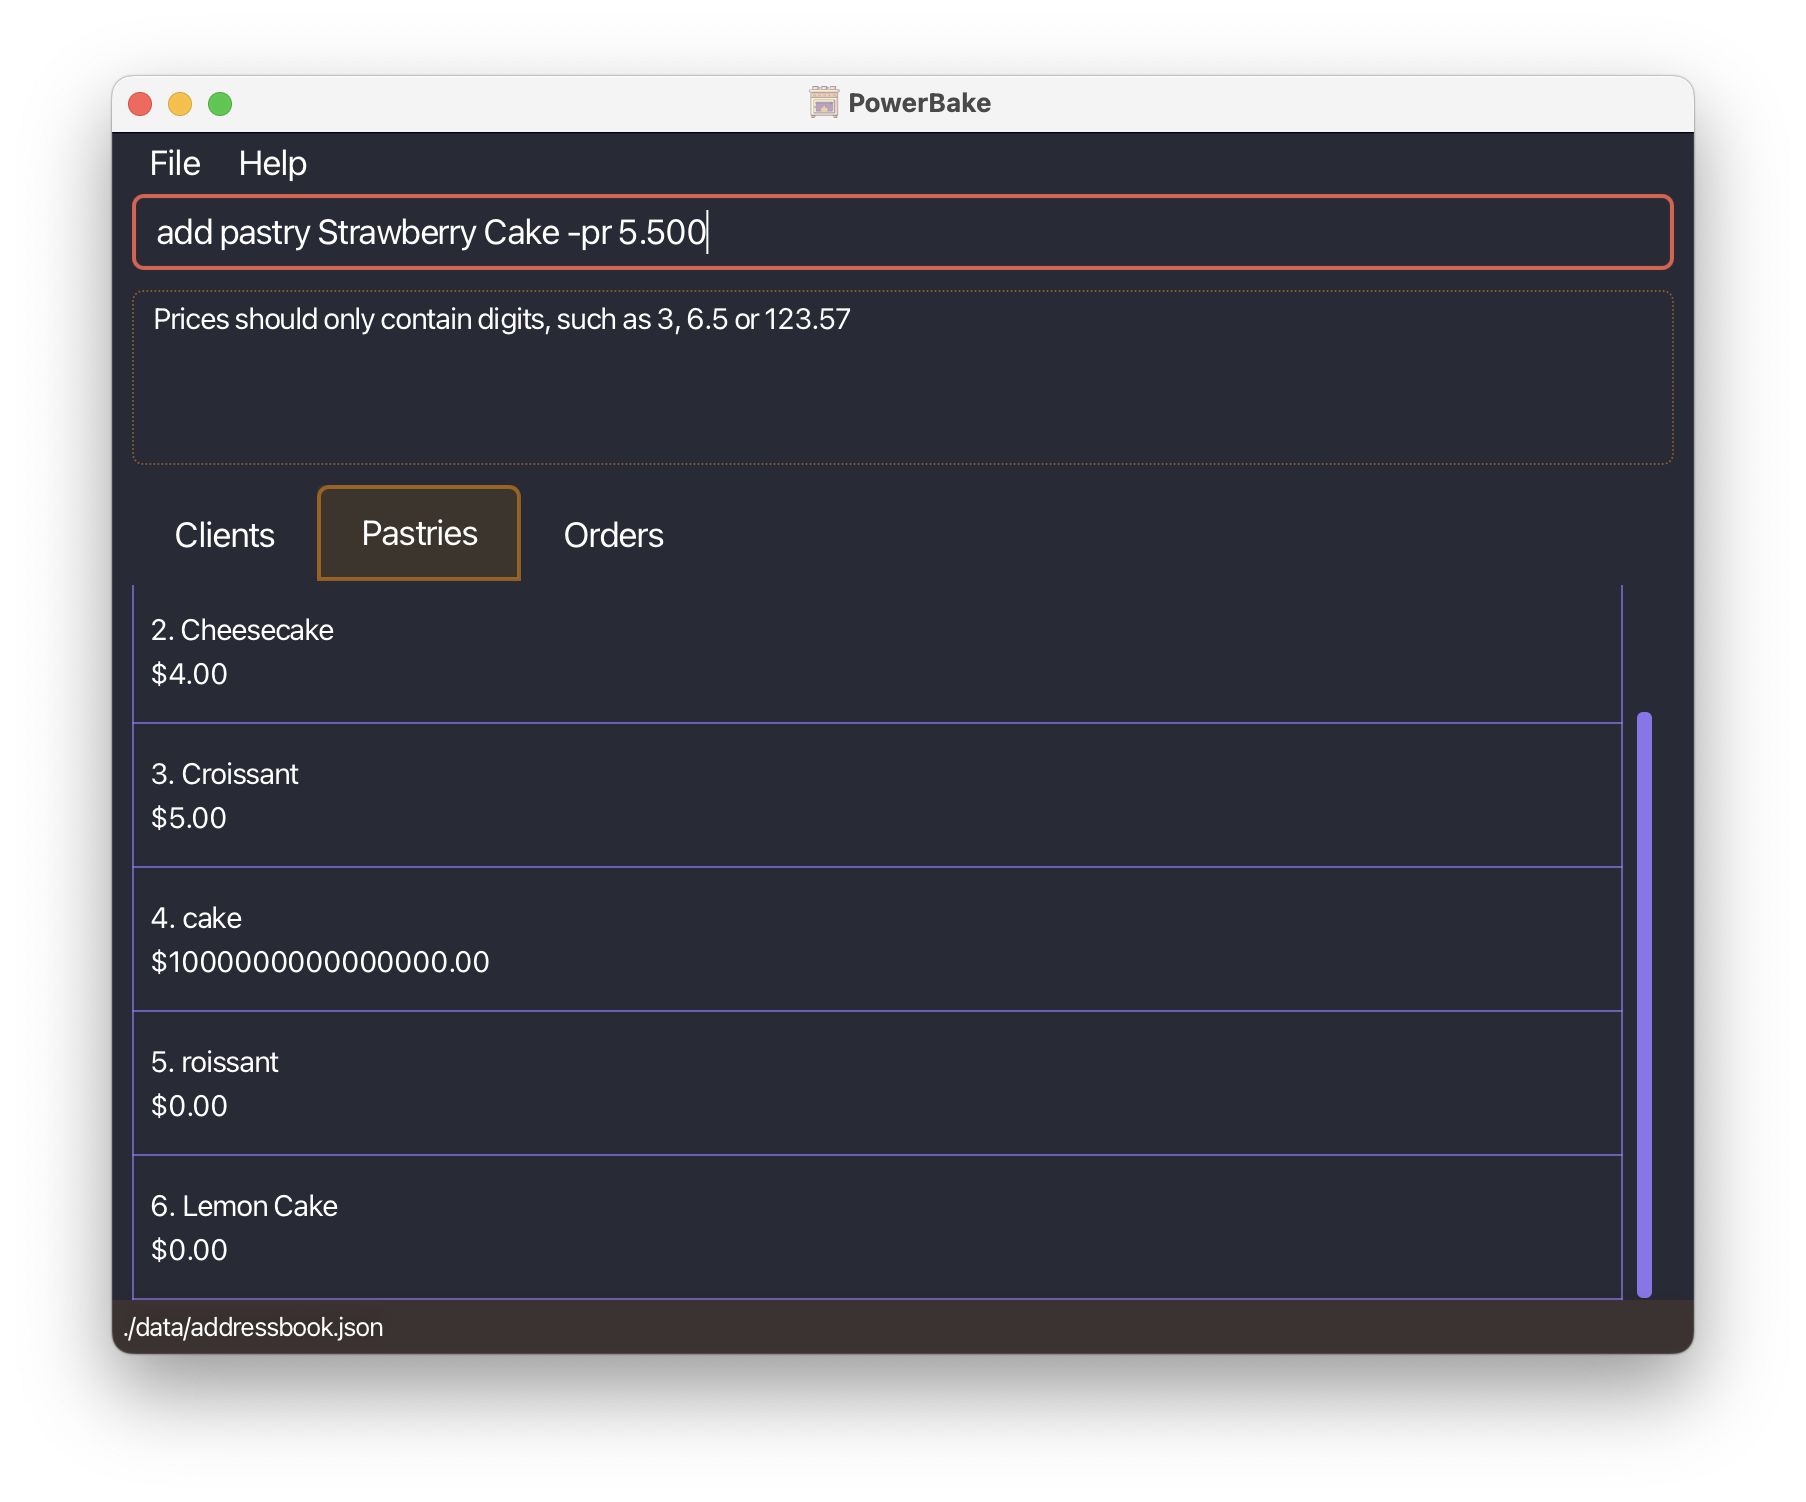 PowerBake
File Help
add pastry Strawberry Cake -pr 5.500
Prices should only contain digits, such as 3, 6.5 or 123.57
Clients Pastries Orders
2. Cheesecake
$4.00
3. Croissant
$5.00
4. cake
$1000000000000000.00
5. roissant
$0.00
6. Lemon Cake
$0.00
./data/addressbook.json